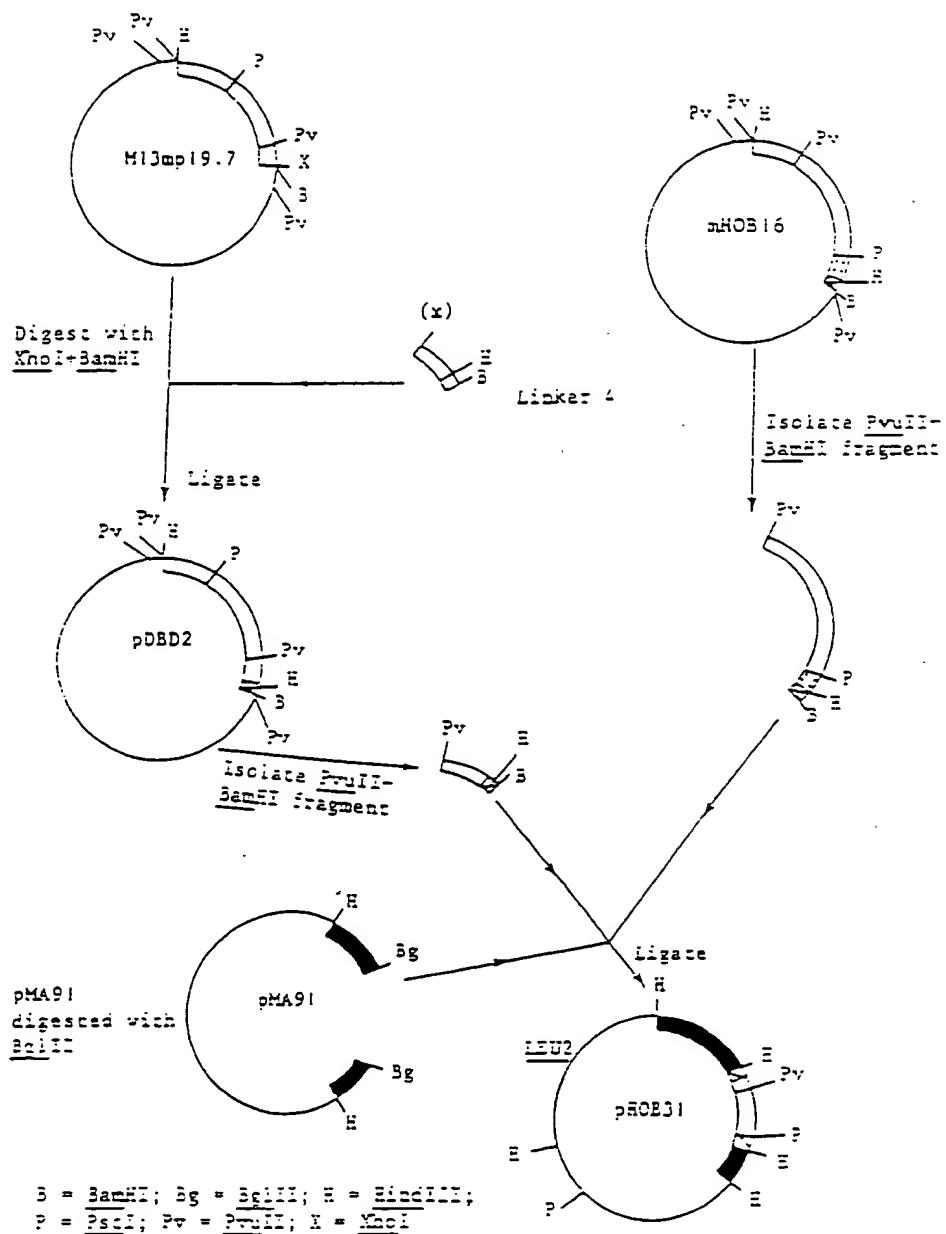 Pv
Pv
H
P
M13mp19.7
Pv
X
B
Pv
Pv
Pv
H
Pv
mHOB16
P
H
B
Pv
Digest with
XhoI+BamHI
(x)
H
B
Linker 4
Isolate PvuII-
BamHI fragment
Ligate
Pv
Pv
H
P
pDBD2
Pv
H
B
Pv
Pv
P
H
B
Isolate PvuII-
BamHI fragment
Pv
H
B
H
Bg
pMA91
pMA91
digested with
BglII
Bg
H
Ligate
H
LEU2
H
Pv
pHOB31
P
H
H
H
P
B = BamHI; Bg = BglII; H = HindIII;
P = PstI; Pv = PvuII; X = XhoI